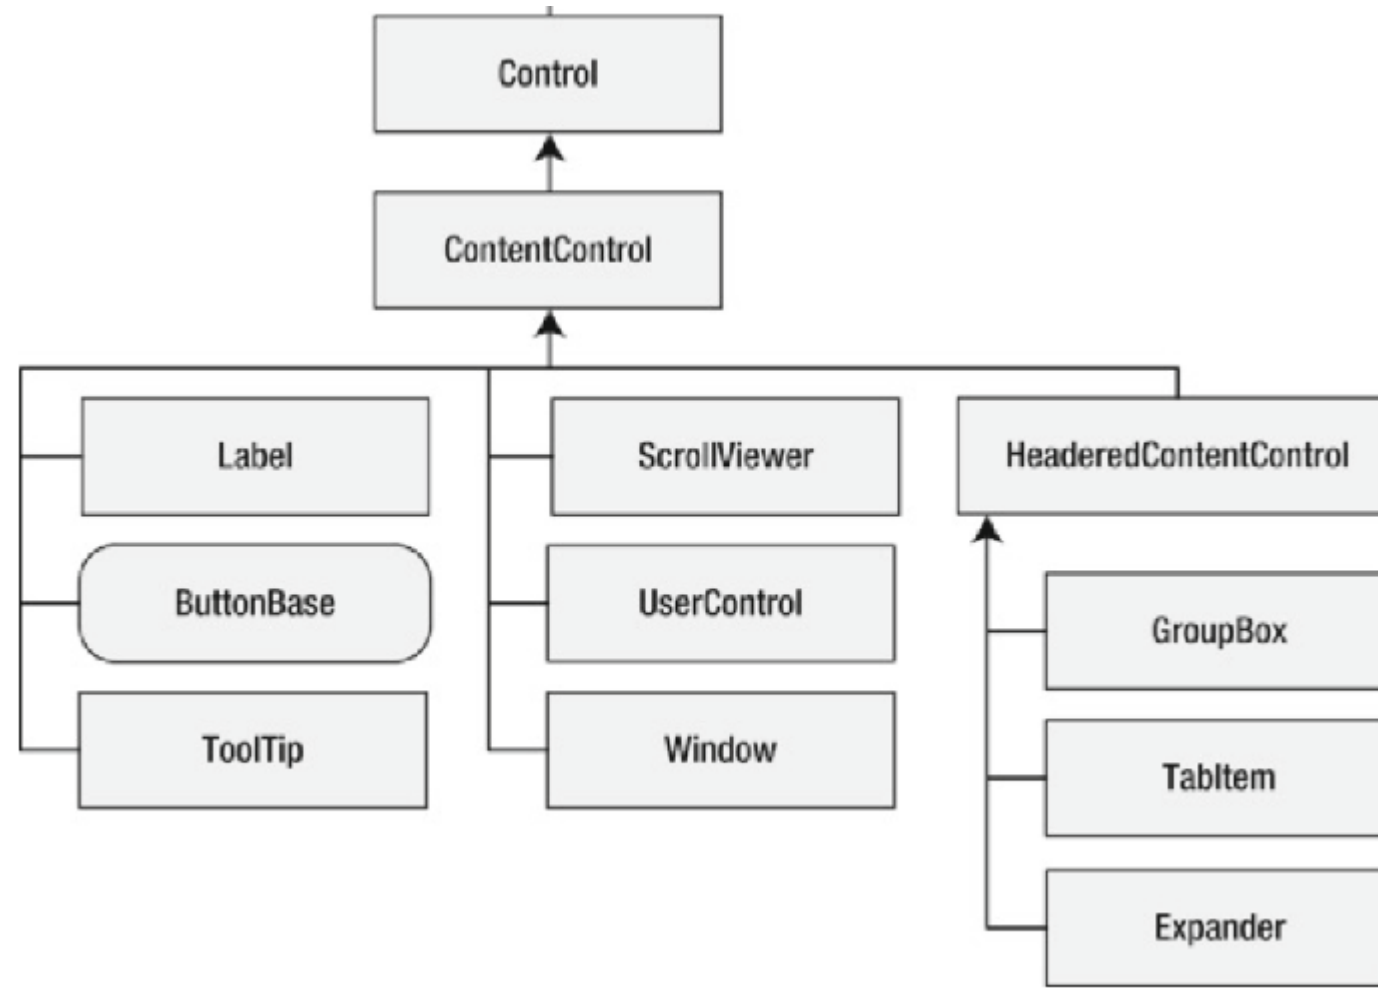 Control
ContentControl
Label
ScrollViewer
HeaderedContentControl
ButtonBase
UserControl
GroupBox
ToolTip
Window
TabItem
Expander